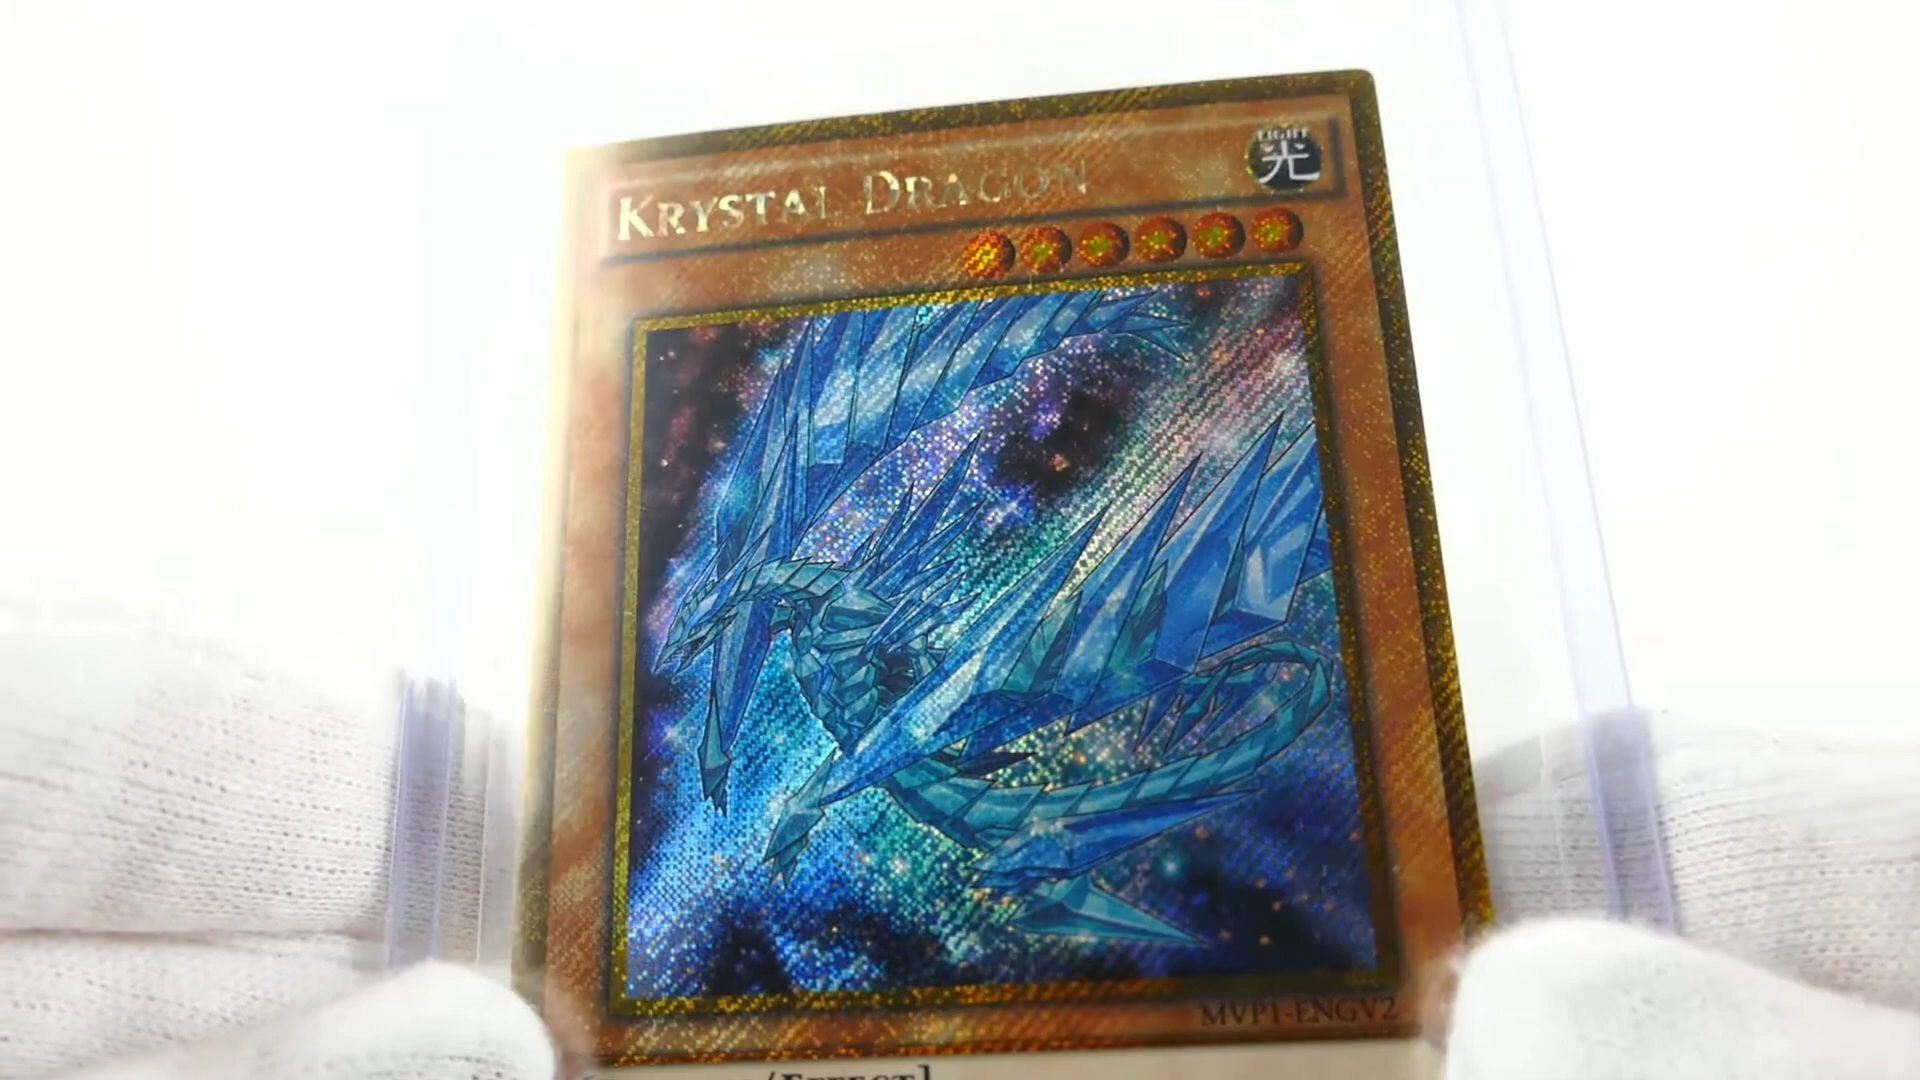 KRYSTAL DRAGON
LIGHT
光
MVP1-ENGV2
/EFFECT]